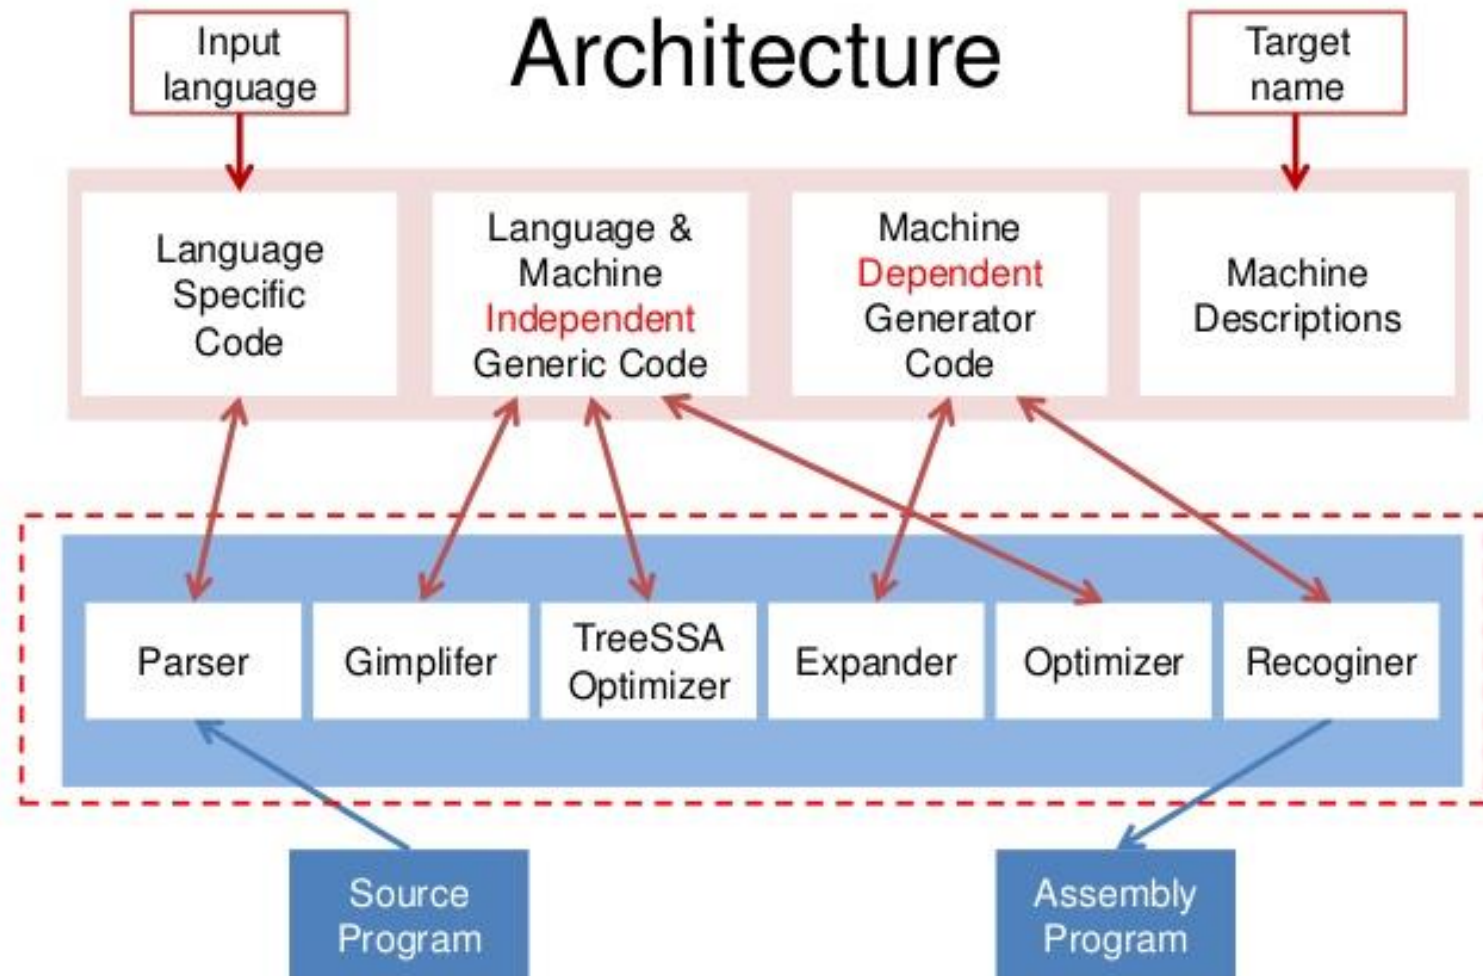 Architecture
Input
language
Target
name
Language
Specific
Code
Language &
Machine
Independent
Generic Code
Machine
Dependent
Generator
Code
Machine
Descriptions
Parser
Gimplifer
TreeSSA
Optimizer
Expander
Optimizer
Recoginer
Source
Program
Assembly
Program